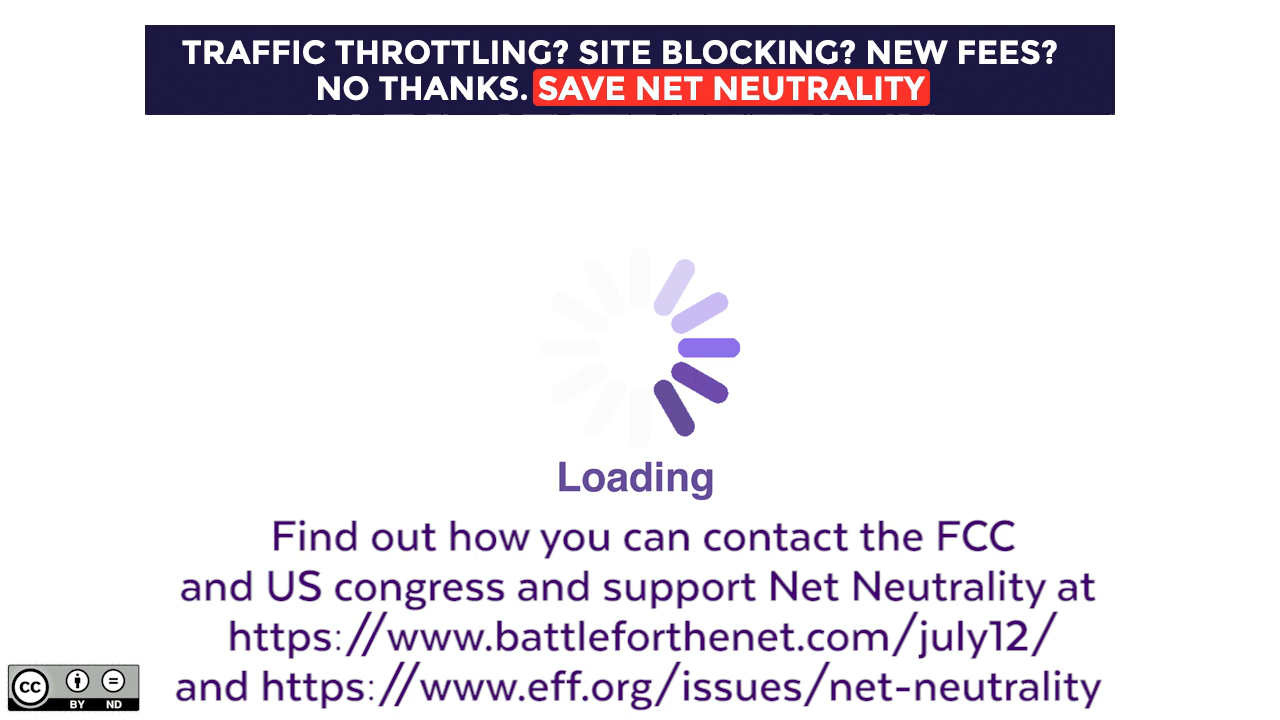 TRAFFIC THROTTLING? SITE BLOCKING? NEW FEES?
NO THANKS. SAVE NET NEUTRALITY
Loading
Find out how you can contact the FCC
and US congress and support Net Neutrality at
https://www.battleforthenet.com/july12/
and https://www.eff.org/issues/net-neutrality
cc BY ND